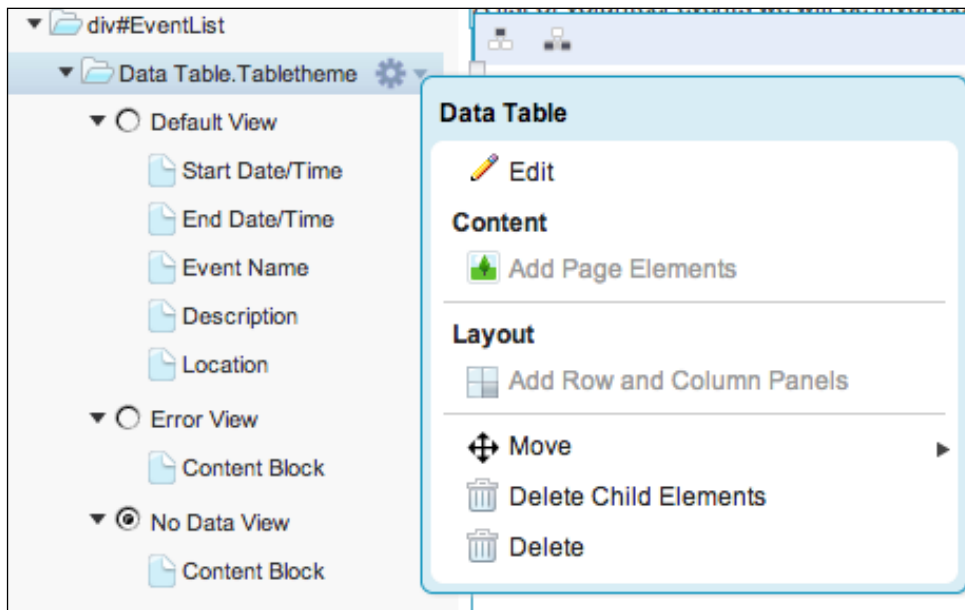 div#EventList
Data Table.Tabletheme
Default View
Start Date/Time
End Date/Time
Event Name
Description
Location
Error View
Content Block
No Data View
Content Block
Data Table
Edit
Content
Add Page Elements
Layout
Add Row and Column Panels
Move
Delete Child Elements
Delete